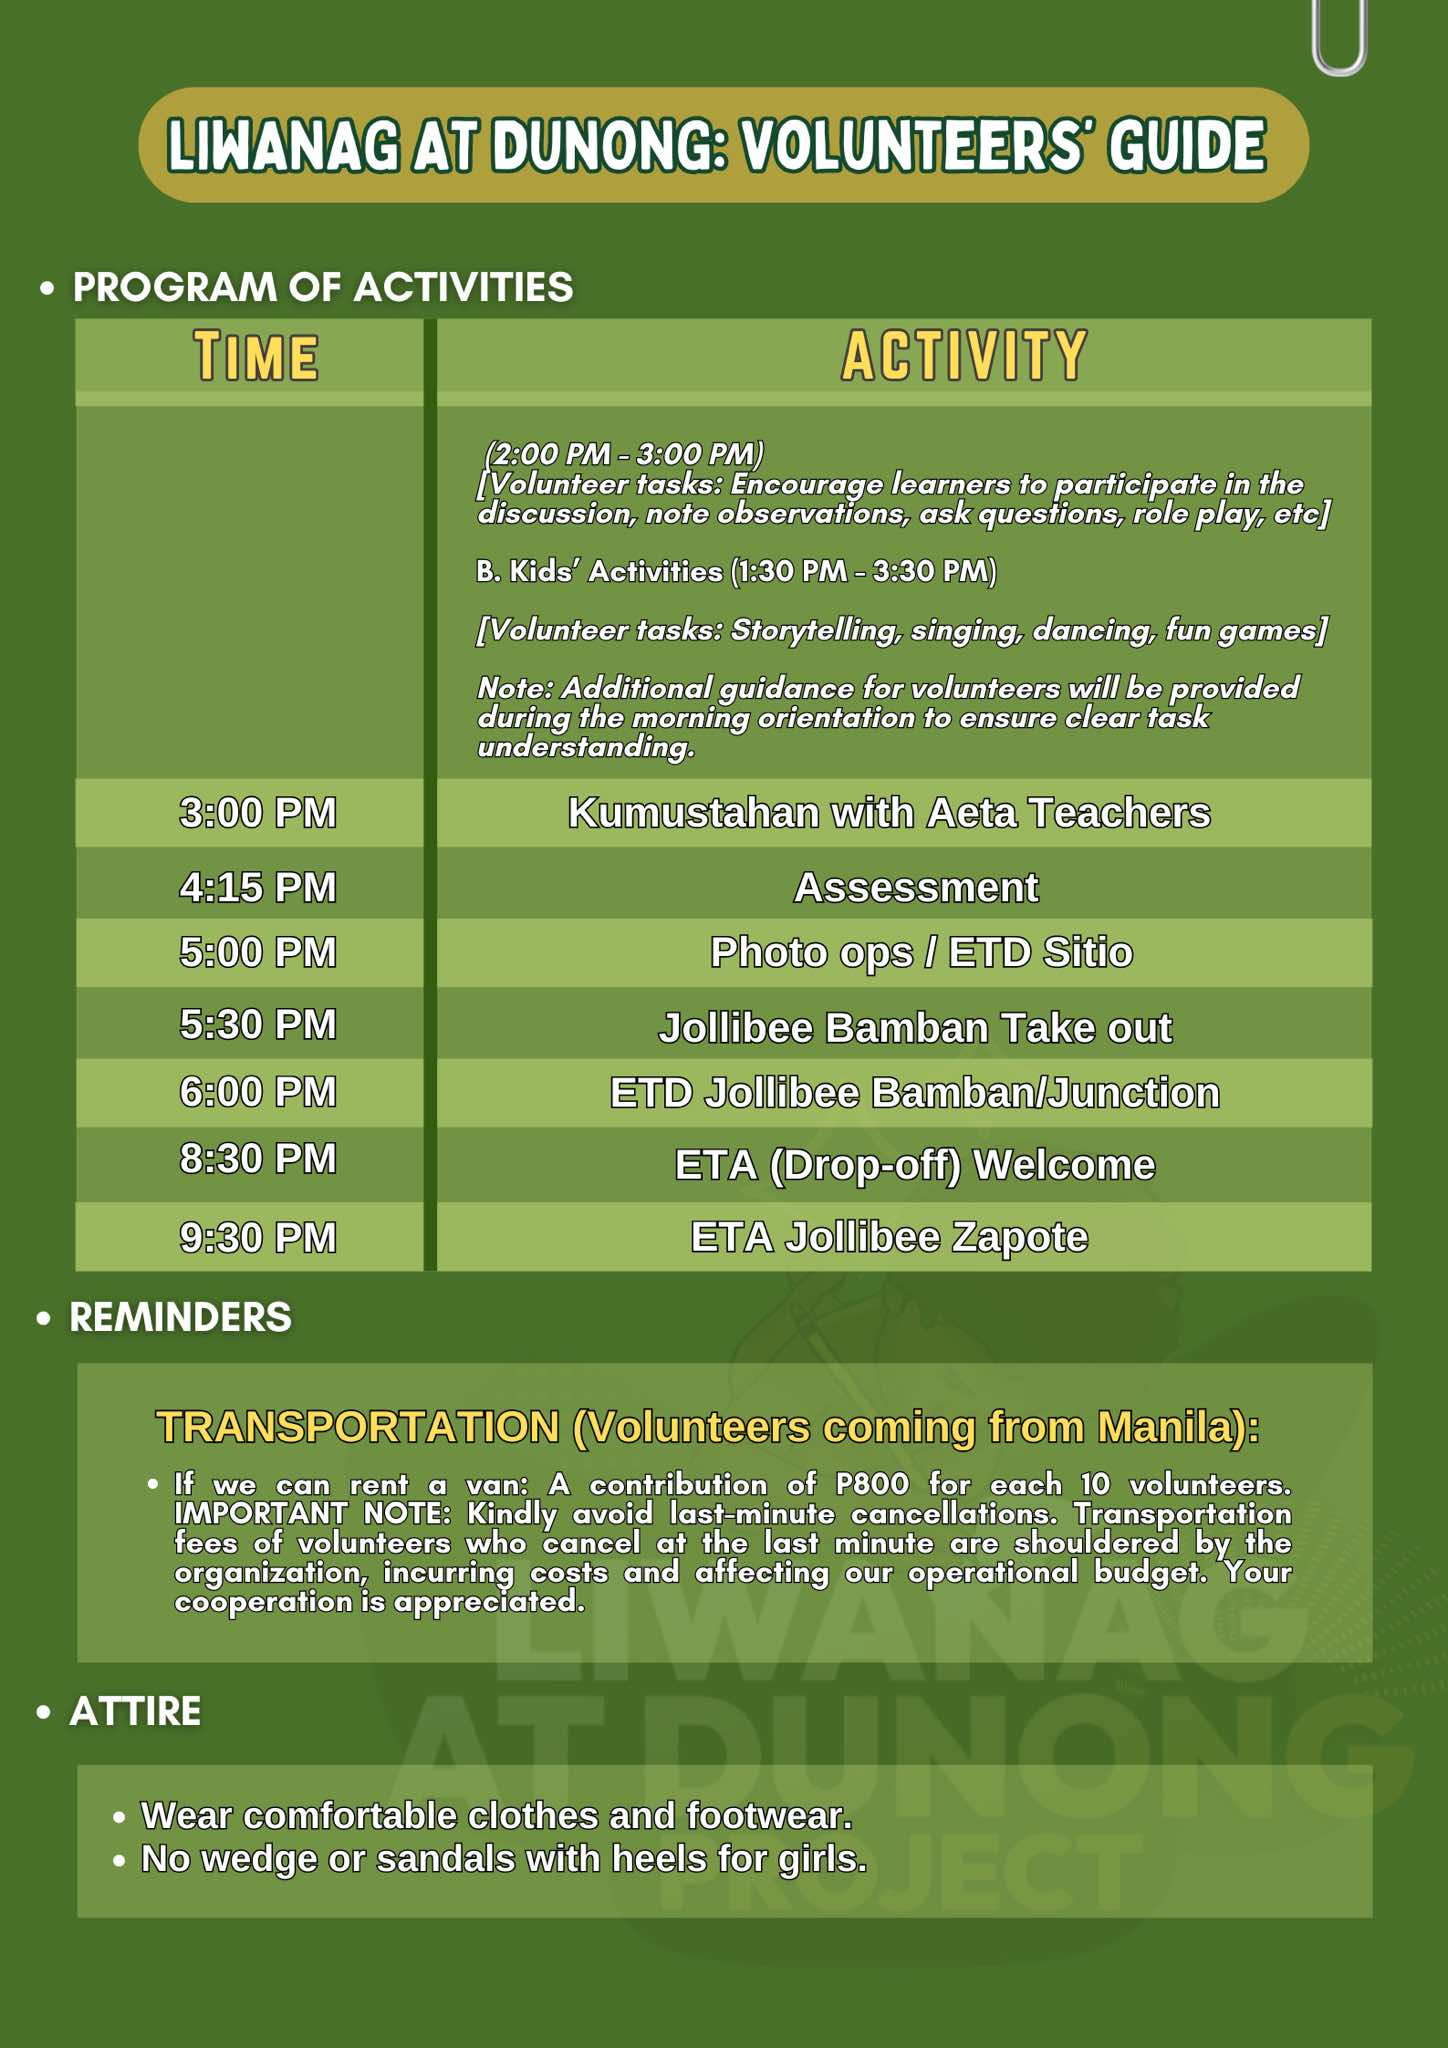 LIWANAG AT DUNONG: VOLUNTEERS' GUIDE
• PROGRAM OF ACTIVITIES
TIME ACTIVITY
(2:00 PM - 3:00 PM)
[Volunteer tasks: Encourage learners to participate in the
discussion, note observations, ask questions, role play, etc]
B. Kids' Activities (1:30 PM - 3:30 PM)
[Volunteer tasks: Storytelling, singing, dancing, fun games]
Note: Additional guidance for volunteers will be provided
during the morning orientation to ensure clear task
understanding.
3:00 PM Kumustahan with Aeta Teachers
4:15 PM Assessment
5:00 PM Photo ops / ETD Sitio
5:30 PM Jollibee Bamban Take out
6:00 PM ETD Jollibee Bamban/Junction
8:30 PM ETA (Drop-off) Welcome
9:30 PM ETA Jollibee Zapote
• REMINDERS
TRANSPORTATION (Volunteers coming from Manila):
• If we can rent a van: A contribution of P800 for each 10 volunteers.
IMPORTANT NOTE: Kindly avoid last-minute cancellations. Transportation
fees of volunteers who cancel at the last minute are shouldered by the
organization, incurring costs and affecting our operational budget. Your
cooperation is appreciated.
• ATTIRE
• Wear comfortable clothes and footwear.
• No wedge or sandals with heels for girls.
LIWANAG
AT DUNONG
PROJECT